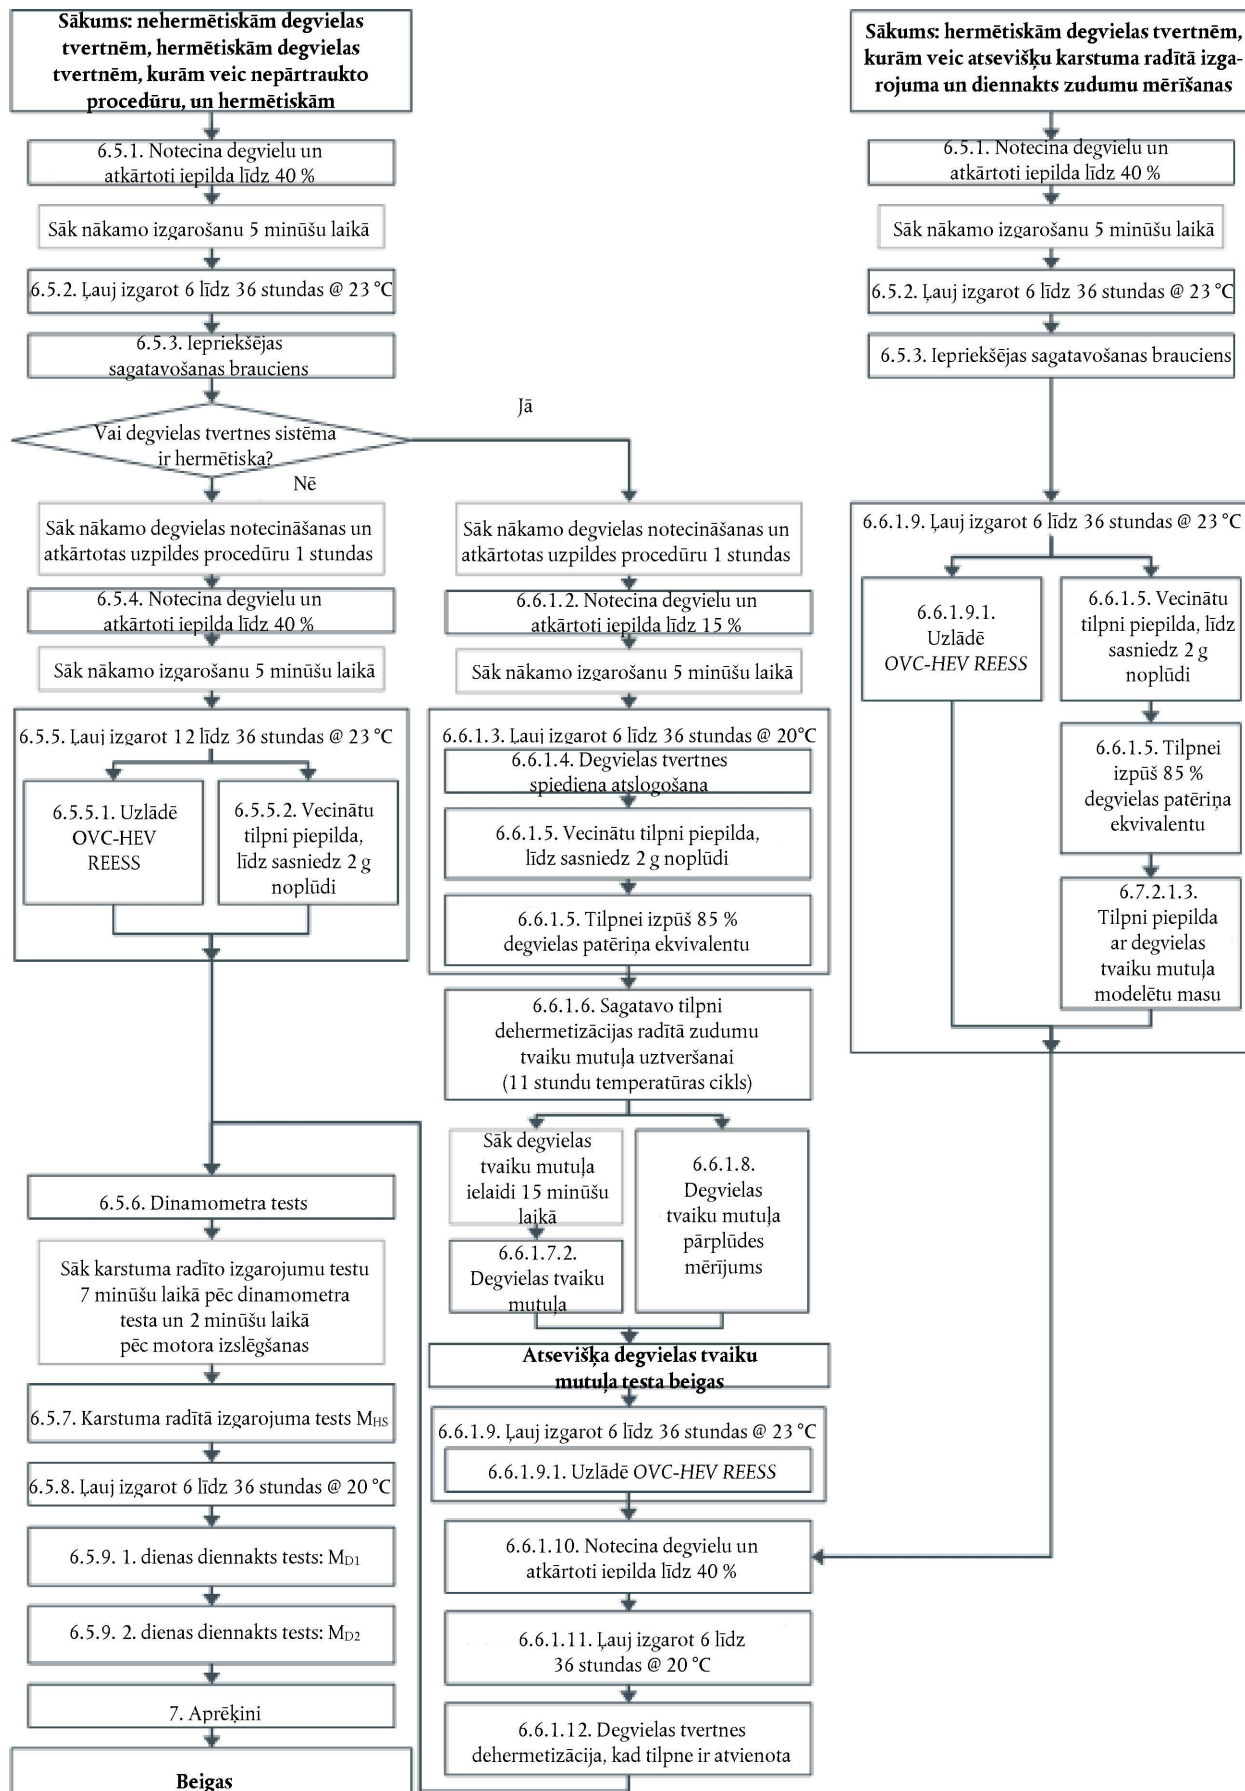 Sākums: nehermētiskām degvielas
tvertnēm, hermētiskām degvielas
tvertnēm, kurām veic nepārtraukto
procedūru, un hermētiskām
6.5.1. Notecina degvielu un
atkārtoti iepilda līdz 40 %
Sāk nākamo izgarošanu 5 minūšu laikā
6.5.2. Ļauj izgarot 6 līdz 36 stundas @ 23 °C
6.5.3. Iepriekšējas
sagatavošanas brauciens
Vai degvielas tvertnes sistēma
ir hermētiska?
Jā
Nē
Sāk nākamo degvielas notecināšanas un
atkārtotas uzpildes procedūru 1 stundas
6.5.4. Notecina degvielu un
atkārtoti iepilda līdz 40 %
Sāk nākamo izgarošanu 5 minūšu laikā
6.5.5. Ļauj izgarot 12 līdz 36 stundas @ 23 °C
6.5.5.1. Uzlādē
OVC-HEV
REESS
6.5.5.2. Vecinātu
tilpni piepilda,
līdz sasniedz 2 g
noplūdi
6.5.6. Dinamometra tests
Sāk karstuma radīto izgarojumu testu
7 minūšu laikā pēc dinamometra
testa un 2 minūšu laikā
pēc motora izslēgšanas
6.5.7. Karstuma radītā izgarojuma tests MHS
6.5.8. Ļauj izgarot 6 līdz 36 stundas @ 20 °C
6.5.9. 1. dienas diennakts tests: MD1
6.5.9. 2. dienas diennakts tests: MD2
7. Aprēķini
Beigas
Sāk nākamo degvielas notecināšanas un
atkārtotas uzpildes procedūru 1 stundas
6.6.1.2. Notecina degvielu un
atkārtoti iepilda līdz 15 %
Sāk nākamo izgarošanu 5 minūšu laikā
6.6.1.3. Ļauj izgarot 6 līdz 36 stundas @ 20°C
6.6.1.4. Degvielas tvertnes
spiediena atslogošana
6.6.1.5. Vecinātu tilpni piepilda,
līdz sasniedz 2 g noplūdi
6.6.1.5. Tilpnei izpūš 85 %
degvielas patēriņa ekvivalentu
6.6.1.6. Sagatavo tilpni
dehermetizācijas radītā zudumu
tvaiku mutuļa uztveršanai
(11 stundu temperatūras cikls)
Sāk degvielas
tvaiku mutuļa
ielaidi 15 minūšu
laikā
6.6.1.7.2.
Degvielas tvaiku
mutuļa
6.6.1.8.
Degvielas
tvaiku mutuļa
pārplūdes
mērījums
Atsevišķa degvielas tvaiku
mutuļa testa beigas
6.6.1.9. Ļauj izgarot 6 līdz 36 stundas @ 23 °C
6.6.1.9.1. Uzlādē OVC-HEV REESS
6.6.1.10. Notecina degvielu un
atkārtoti iepilda līdz 40 %
6.6.1.11. Ļauj izgarot 6 līdz
36 stundas @ 20 °C
6.6.1.12. Degvielas tvertnes
dehermetizācija, kad tilpne ir atvienota
Sākums: hermētiskām degvielas tvertnēm,
kurām veic atsevišķu karstuma radītā izga-
rojuma un diennakts zudumu mērīšanas
6.5.1. Notecina degvielu un
atkārtoti iepilda līdz 40 %
Sāk nākamo izgarošanu 5 minūšu laikā
6.5.2. Ļauj izgarot 6 līdz 36 stundas @ 23 °C
6.5.3. Iepriekšējas sagatavošanas brauciens
6.6.1.9. Ļauj izgarot 6 līdz 36 stundas @ 23 °C
6.6.1.9.1.
Uzlādē
OVC-HEV REESS
6.6.1.5. Vecinātu
tilpni piepilda, līdz
sasniedz 2 g
noplūdi
6.6.1.5. Tilpnei
izpūš 85 %
degvielas patēriņa
ekvivalentu
6.7.2.1.3.
Tilpni piepilda
ar degvielas
tvaiku mutuļa
modelētu masu